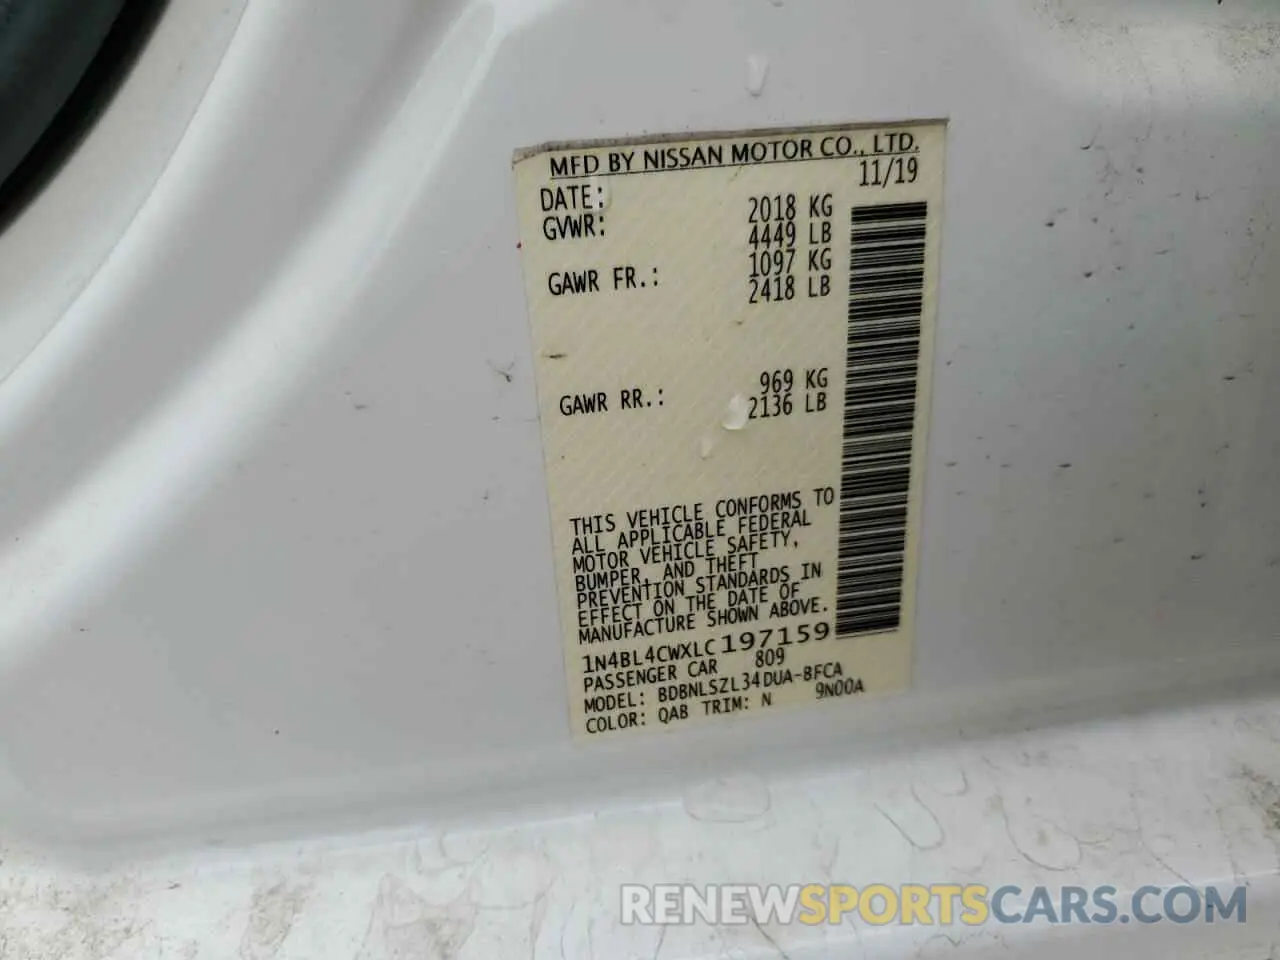 MFD BY NISSAN MOTOR CO., LTD.
DATE: 11/19
GVWR: 2018 KG
4449 LB
GAWR FR.: 1097 KG
2418 LB
GAWR RR.: 969 KG
2136 LB
THIS VEHICLE CONFORMS TO
ALL APPLICABLE FEDERAL
MOTOR VEHICLE SAFETY,
BUMPER, AND THEFT
PREVENTION STANDARDS IN
EFFECT ON THE DATE OF
MANUFACTURE SHOWN ABOVE.
1N4BL4CWXLC197159
PASSENGER CAR 809
MODEL: BDBNLSZL34DUA-8FCA
COLOR: QAB TRIM: N 9N00A
RENEWSPORTSCARS.COM